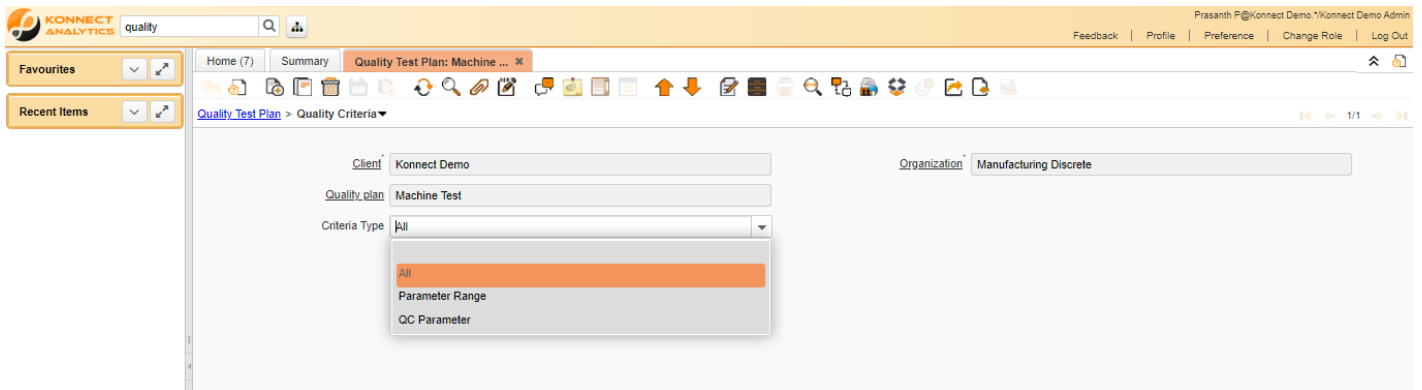 Prasanth P@Konnect Demo.*/Konnect Demo Admin
KONNECT
ANALYTICS
quality
Feedback | Profile | Preference | Change Role | Log Out
Favourites
Home (7) Summary Quality Test Plan: Machine ...
Recent Items
Quality Test Plan > Quality Criteria
1/1
Client* Konnect Demo Organization* Manufacturing Discrete
Quality plan Machine Test
Criteria Type All
All
Parameter Range
QC Parameter